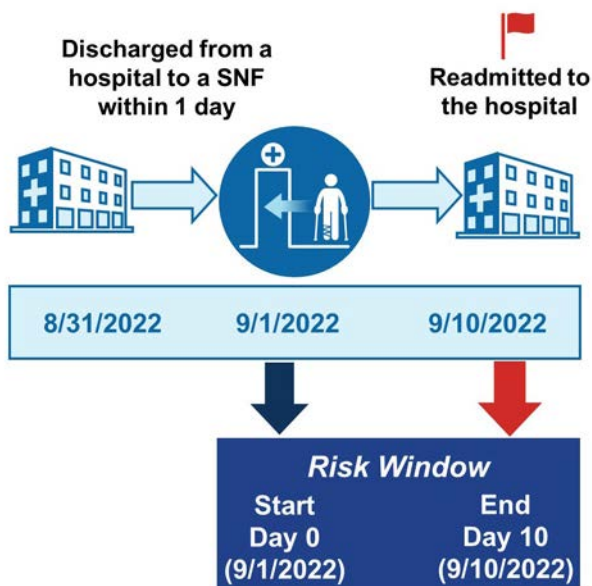 Discharged from a
hospital to a SNF
within 1 day
Readmitted to
the hospital
8/31/2022
9/1/2022
9/10/2022
Risk Window
Start
Day 0
(9/1/2022)
End
Day 10
(9/10/2022)